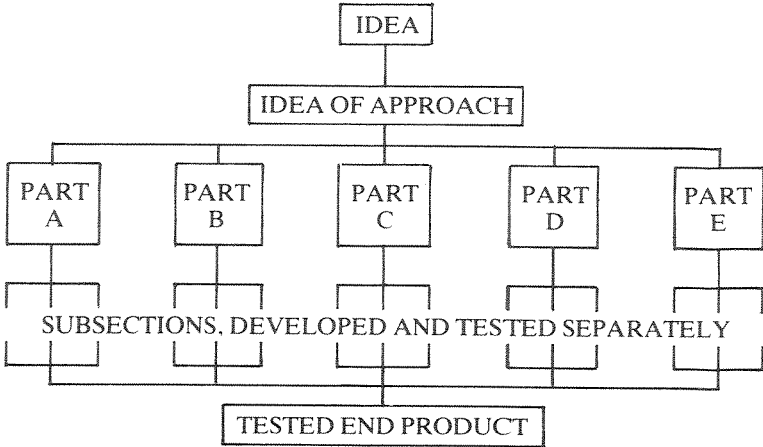 IDEA
IDEA OF APPROACH
PART
A
PART
B
PART
C
PART
D
PART
E
SUBSECTIONS, DEVELOPED AND TESTED SEPARATELY
TESTED END PRODUCT